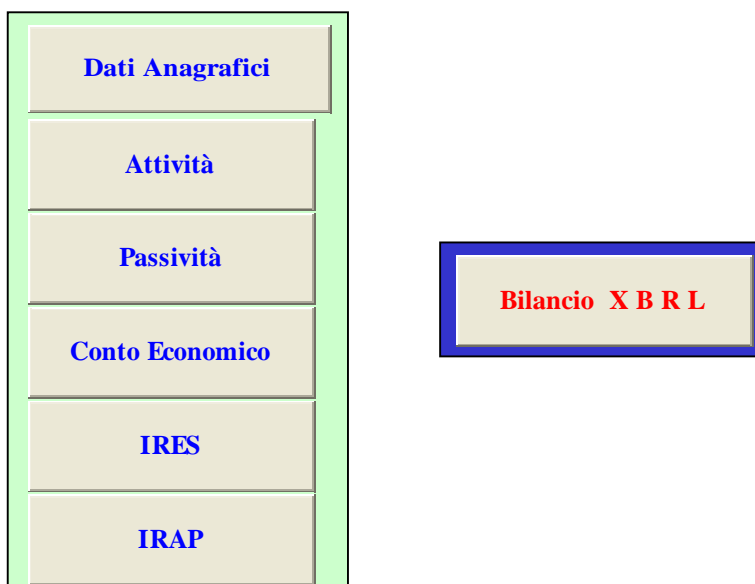 Dati Anagrafici
Attività
Passività
Bilancio X B R L
Conto Economico
IRES
IRAP